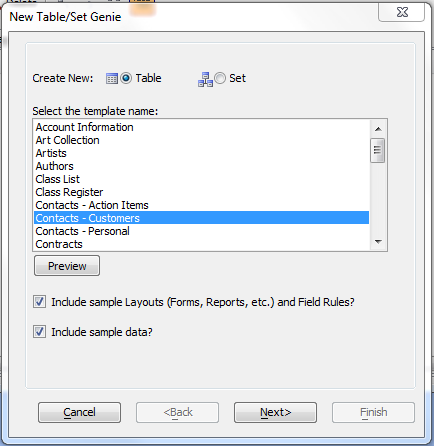 New Table/Set Genie
Create New: Table Set
Select the template name:
Account Information
Art Collection
Artists
Authors
Class List
Class Register
Contacts - Action Items
Contacts - Customers
Contacts - Personal
Contracts
Preview
Include sample Layouts (Forms, Reports, etc.) and Field Rules?
Include sample data?
Cancel <Back Next> Finish